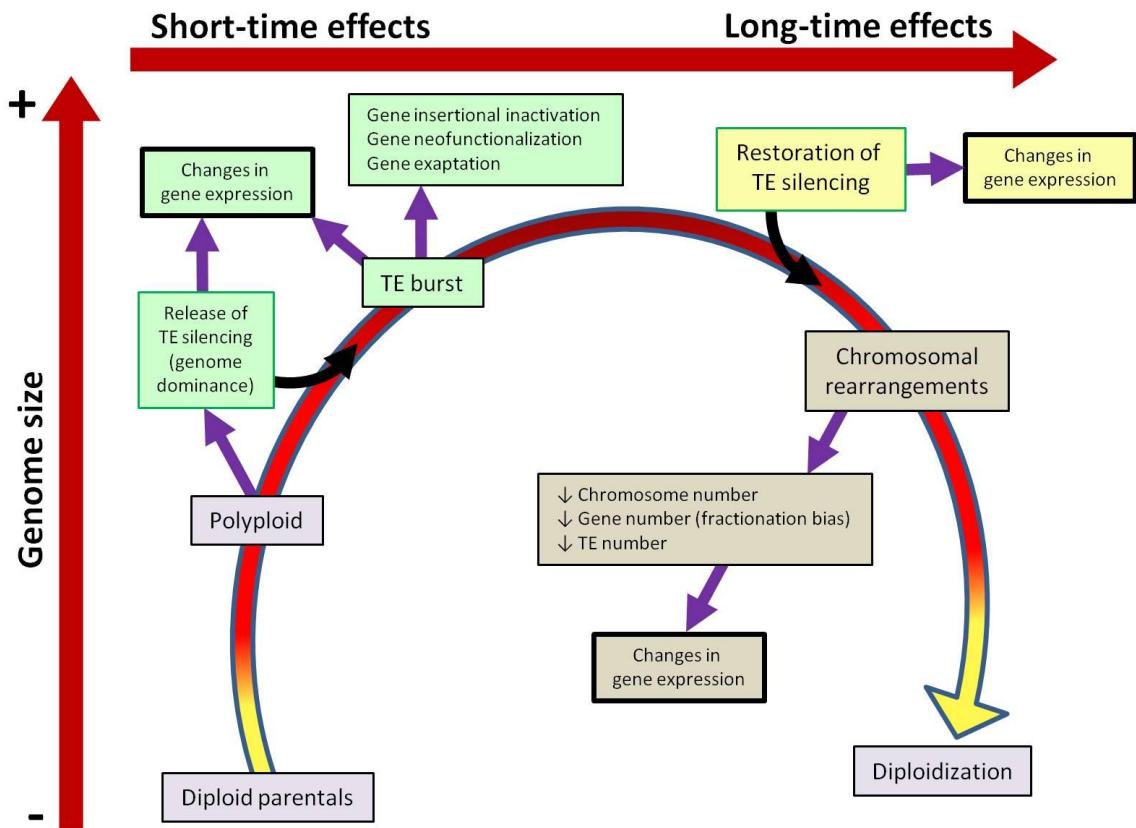 Short-time effects
Long-time effects
+
Genome size
-
Gene insertional inactivation
Gene neofunctionalization
Gene exaptation
Changes in
gene expression
Restoration of
TE silencing
Changes in
gene expression
TE burst
Release of
TE silencing
(genome
dominance)
Chromosomal
rearrangements
Polyploid
↓ Chromosome number
↓ Gene number (fractionation bias)
↓ TE number
Changes in
gene expression
Diploid parentals
Diploidization